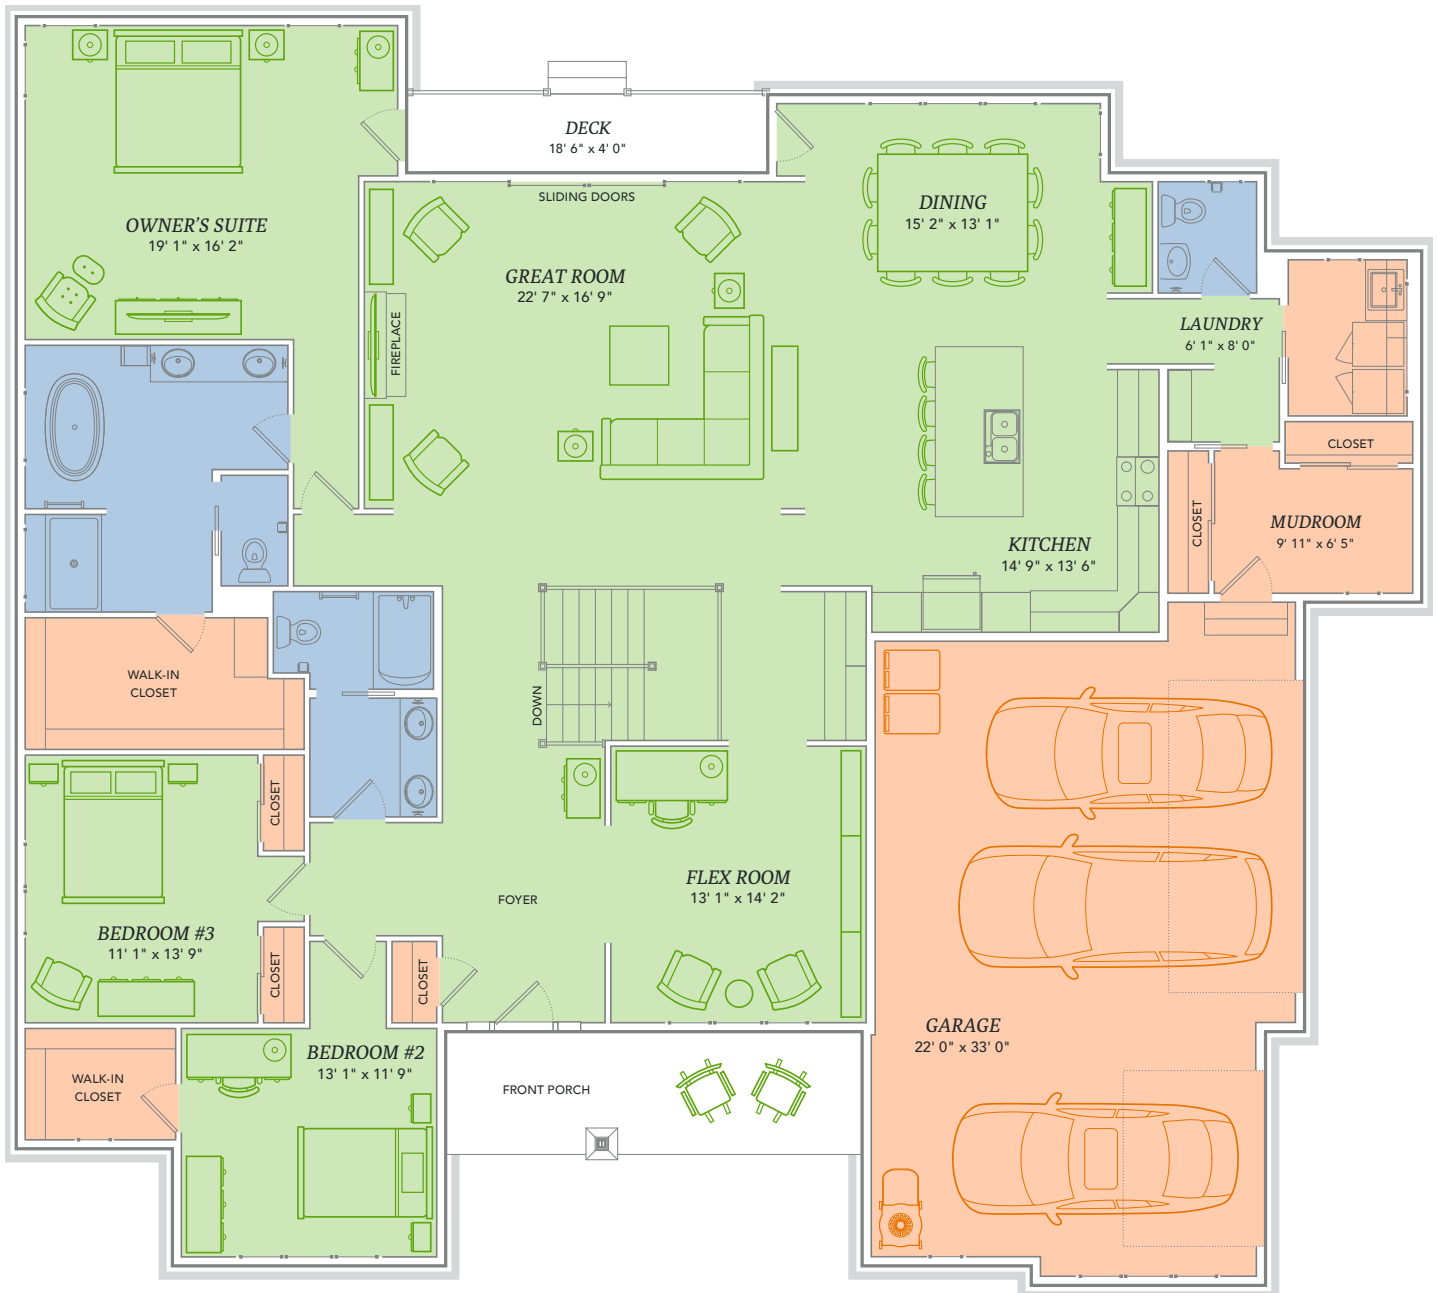 DECK
18' 6" x 4' 0"
SLIDING DOORS
OWNER'S SUITE
19' 1" x 16' 2"
GREAT ROOM
22' 7" x 16' 9"
DINING
15' 2" x 13' 1"
FIREPLACE
LAUNDRY
6' 1" x 8' 0"
CLOSET
CLOSET
MUDROOM
9' 11" x 6' 5"
KITCHEN
14' 9" x 13' 6"
WALK-IN
CLOSET
DOWN
CLOSET
BEDROOM #3
11' 1" x 13' 9"
FOYER
FLEX ROOM
13' 1" x 14' 2"
CLOSET
CLOSET
GARAGE
22' 0" x 33' 0"
BEDROOM #2
13' 1" x 11' 9"
WALK-IN
CLOSET
FRONT PORCH